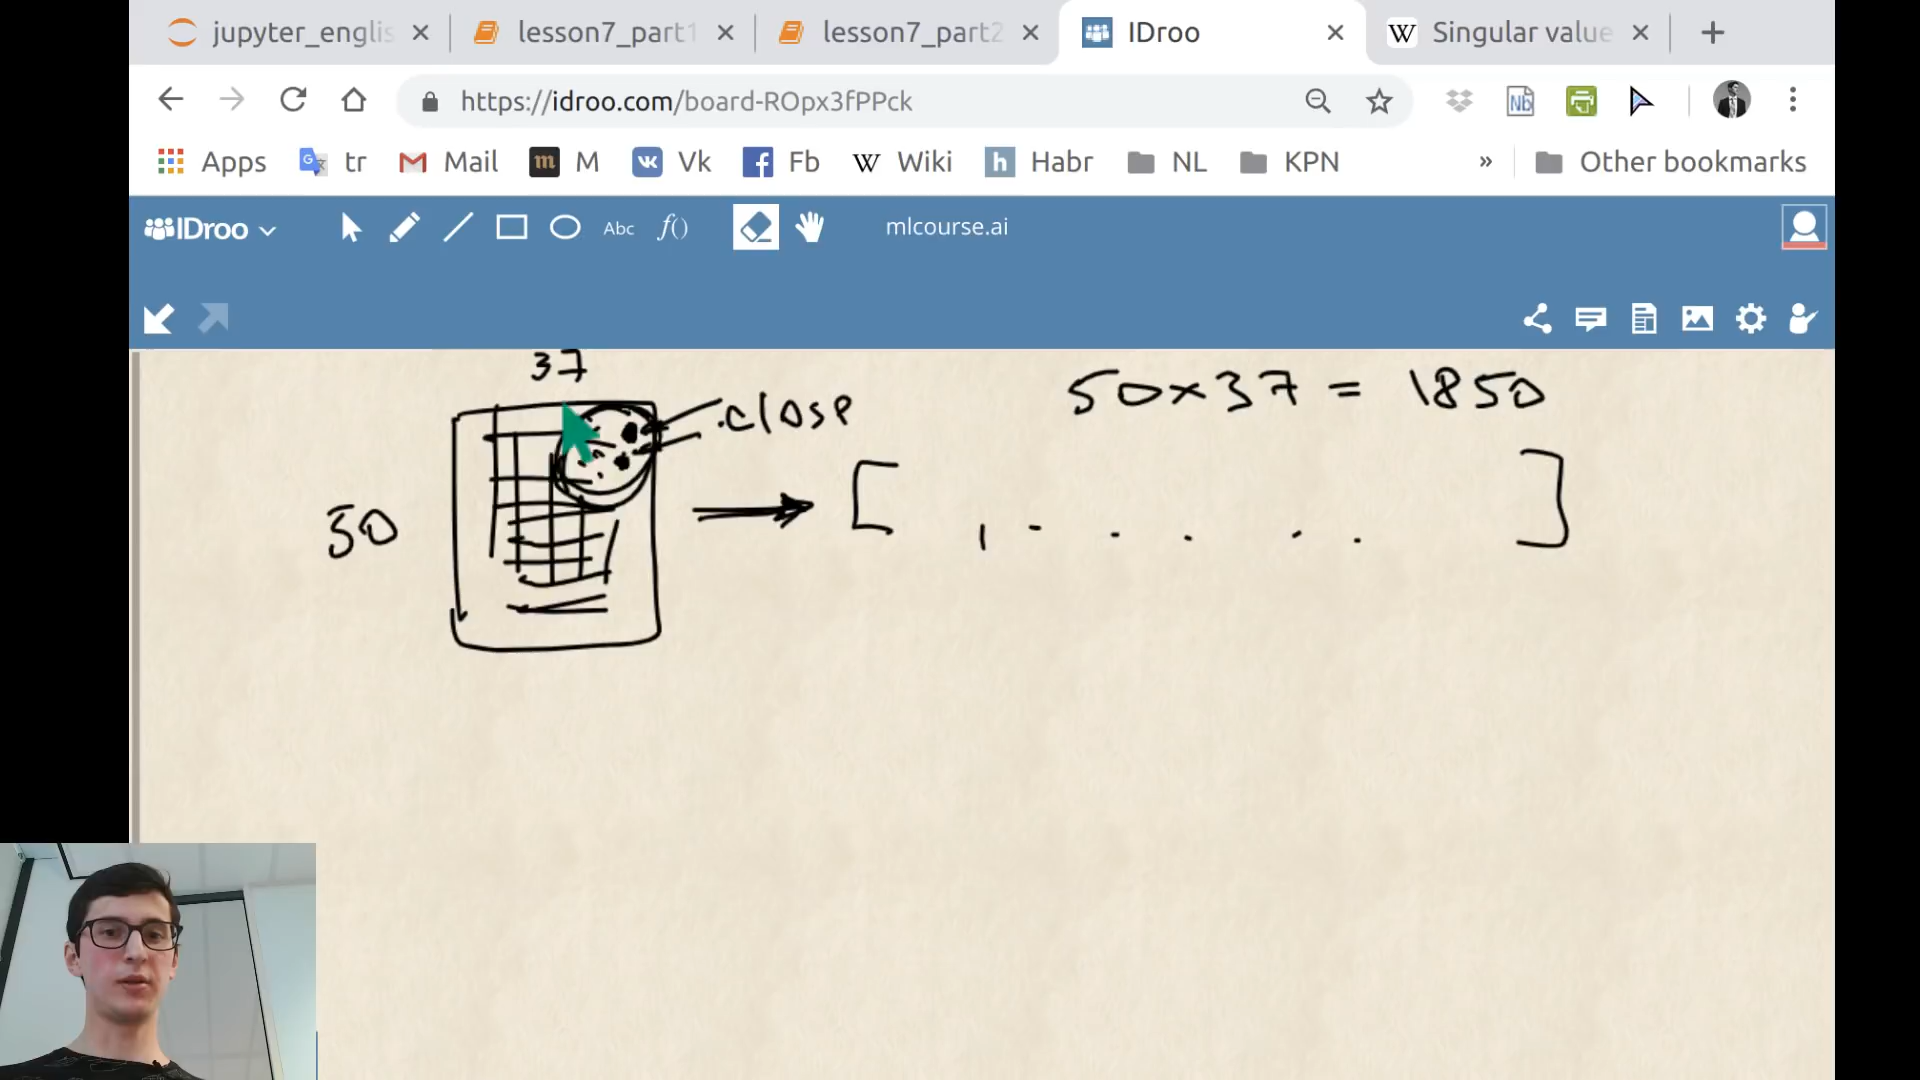 jupyter_englis
lesson7_part1
lesson7_part2
IDroo
W Singular value
https://idroo.com/board-ROpx3fPPck
Nb
Apps
G tr
Mail
m M
Vk
f Fb
W Wiki
h Habr
NL
KPN
»
Other bookmarks
IDroo
Abc
f()
mlcourse.ai
37
50x37 = 1850
close
50
[ , . . . . . ]